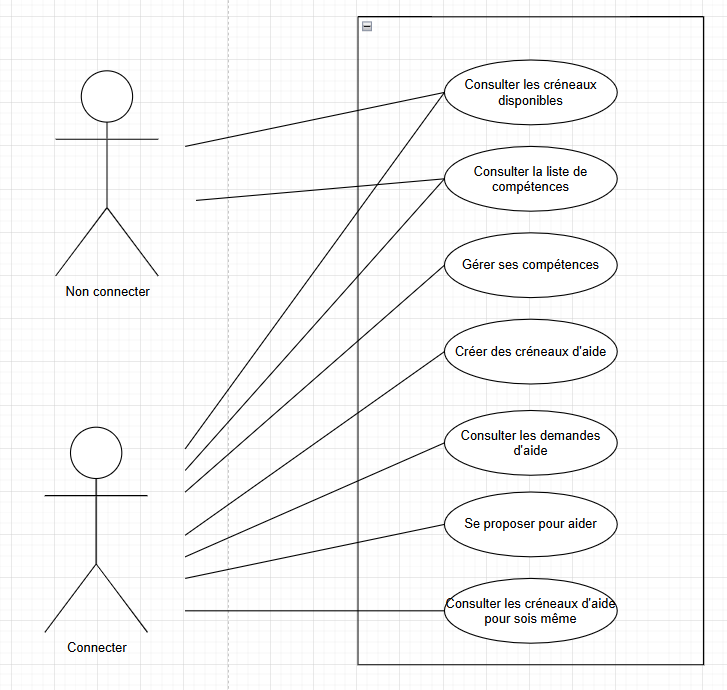 Consulter les créneaux
disponibles
Consulter la liste de
compétences
Gérer ses compétences
Non connecter
Créer des créneaux d'aide
Consulter les demandes
d'aide
Se proposer pour aider
Consulter les créneaux d'aide
pour sois même
Connecter